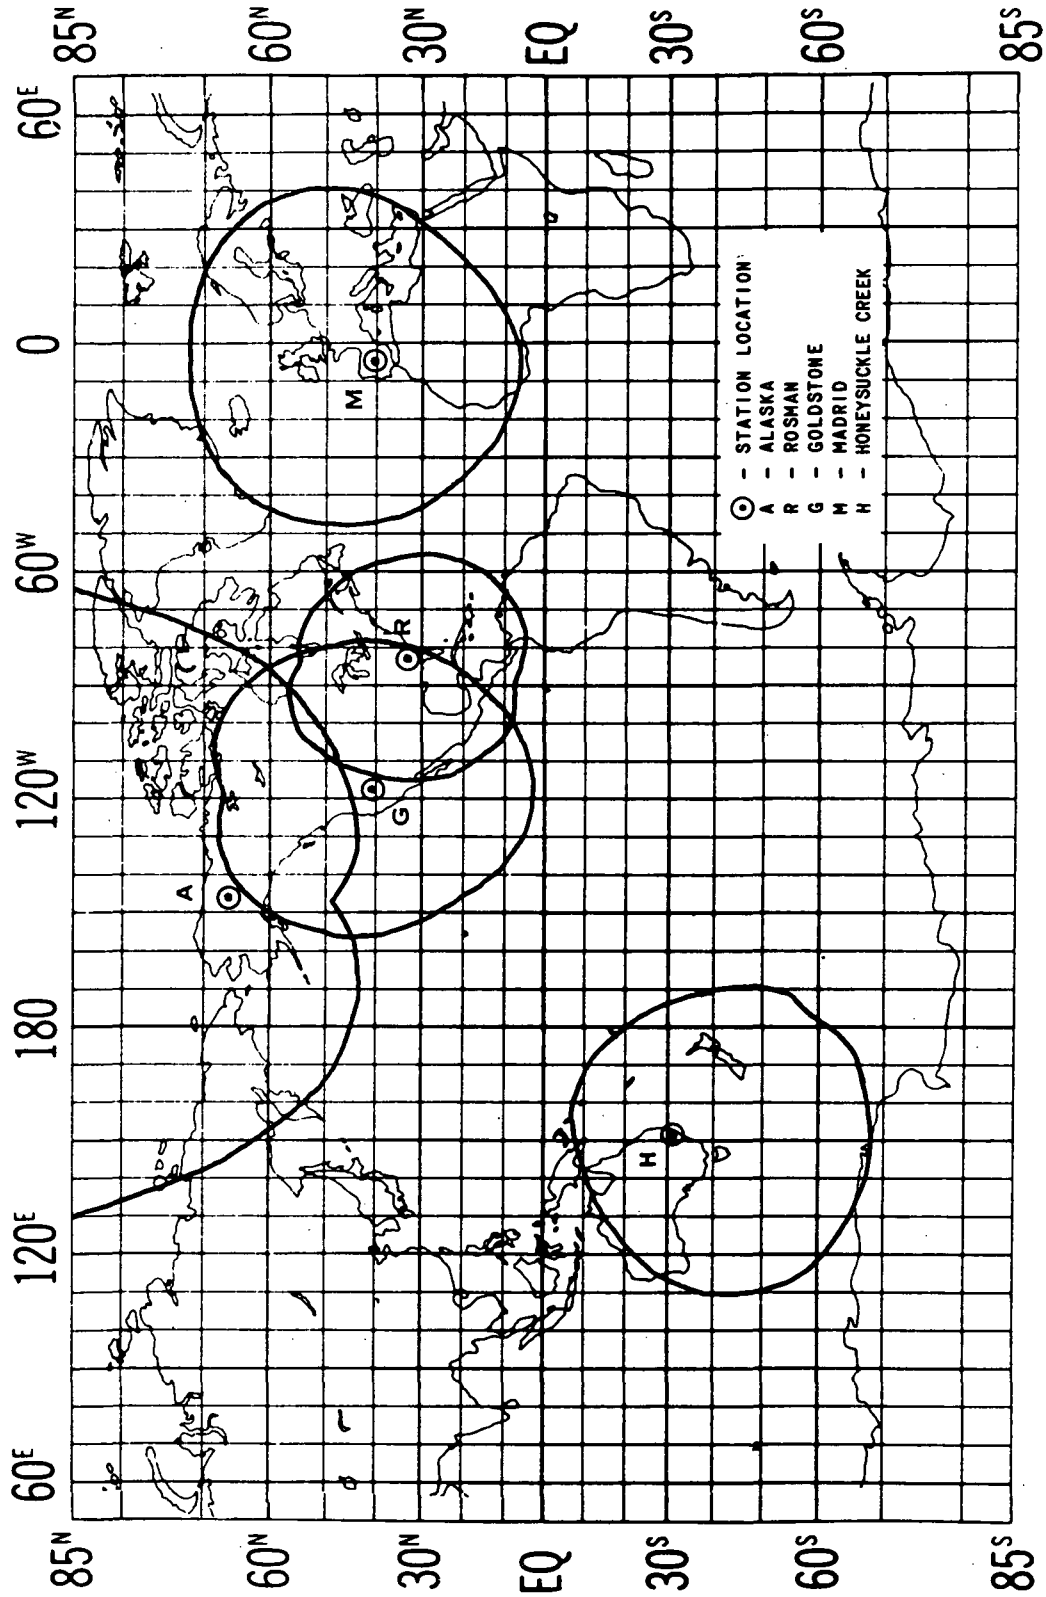 60ᴱ 120ᴱ 180 120ᵂ 60ᵂ 0 60ᴱ
85ᴺ 85ᴺ
60ᴺ 60ᴺ
30ᴺ 30ᴺ
EQ EQ
30ˢ 30ˢ
60ˢ 60ˢ
85ˢ 85ˢ
A
M
R
G
H
⊙ – STATION LOCATION
A – ALASKA
R – ROSMAN
G – GOLDSTONE
M – MADRID
H – HONEYSUCKLE CREEK